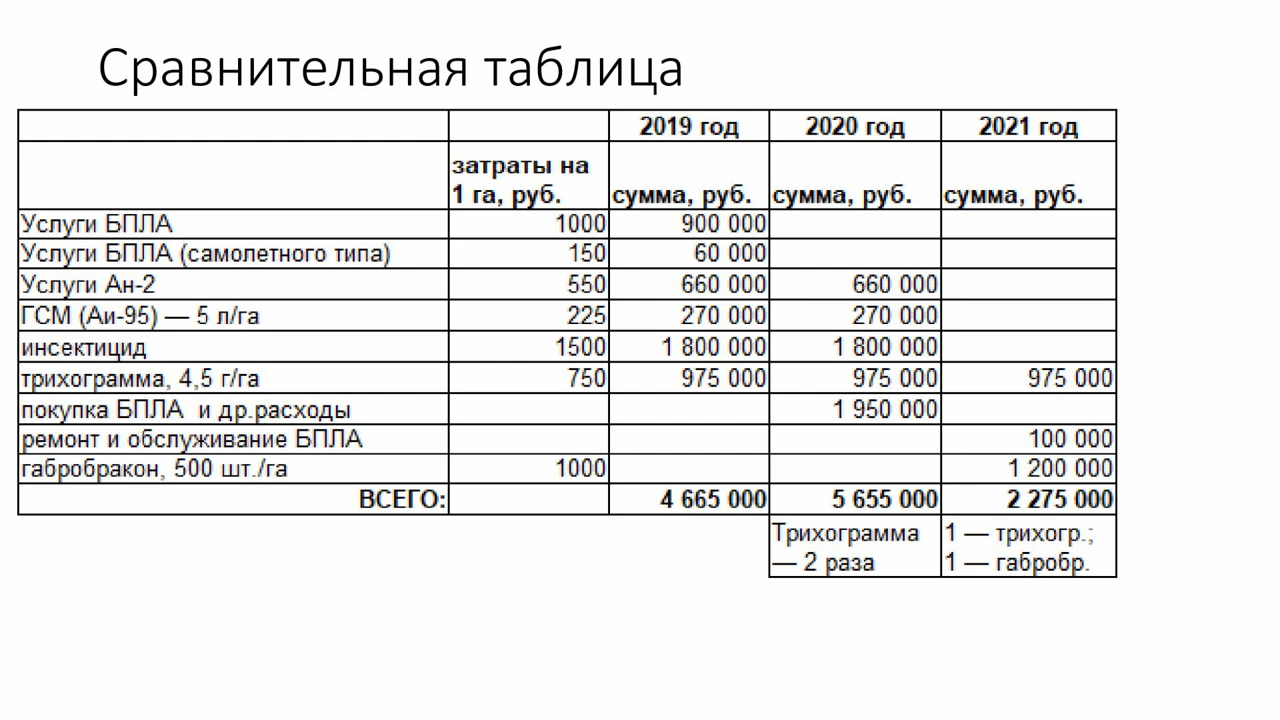 Сравнительная таблица
2019 год 2020 год 2021 год
затраты на
1 га, руб. сумма, руб. сумма, руб. сумма, руб.
Услуги БПЛА 1000 900 000
Услуги БПЛА (самолетного типа) 150 60 000
Услуги Ан-2 550 660 000 660 000
ГСМ (Аи-95) — 5 л/га 225 270 000 270 000
инсектицид 1500 1 800 000 1 800 000
трихограмма, 4,5 г/га 750 975 000 975 000 975 000
покупка БПЛА и др.расходы 1 950 000
ремонт и обслуживание БПЛА 100 000
габробракон, 500 шт./га 1000 1 200 000
ВСЕГО: 4 665 000 5 655 000 2 275 000
Трихограмма 1 — трихогр.;
— 2 раза 1 — габробр.